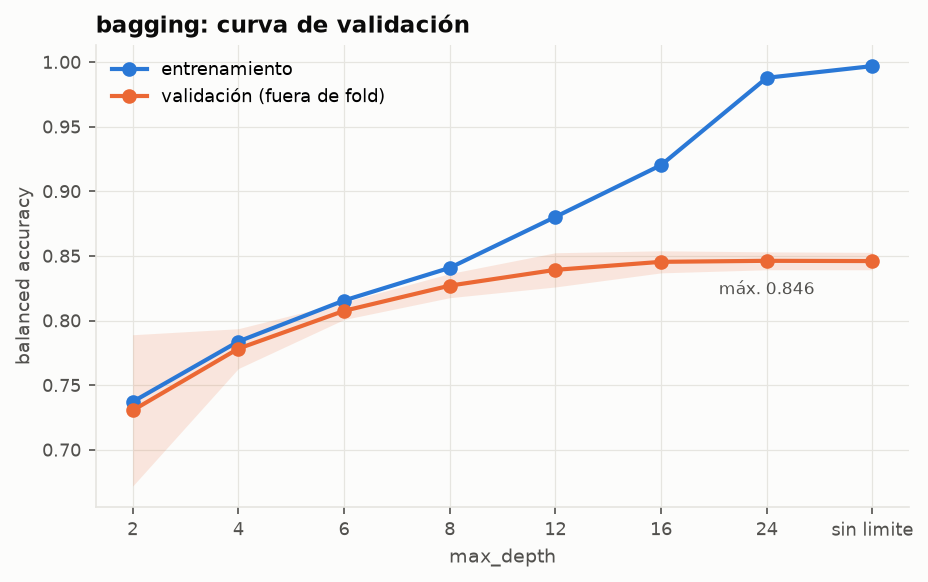 bagging: curva de validación
entrenamiento
validación (fuera de fold)
1.00
0.95
0.90
0.85
0.80
0.75
0.70
balanced accuracy
máx. 0.846
2 4 6 8 12 16 24 sin limite
max_depth